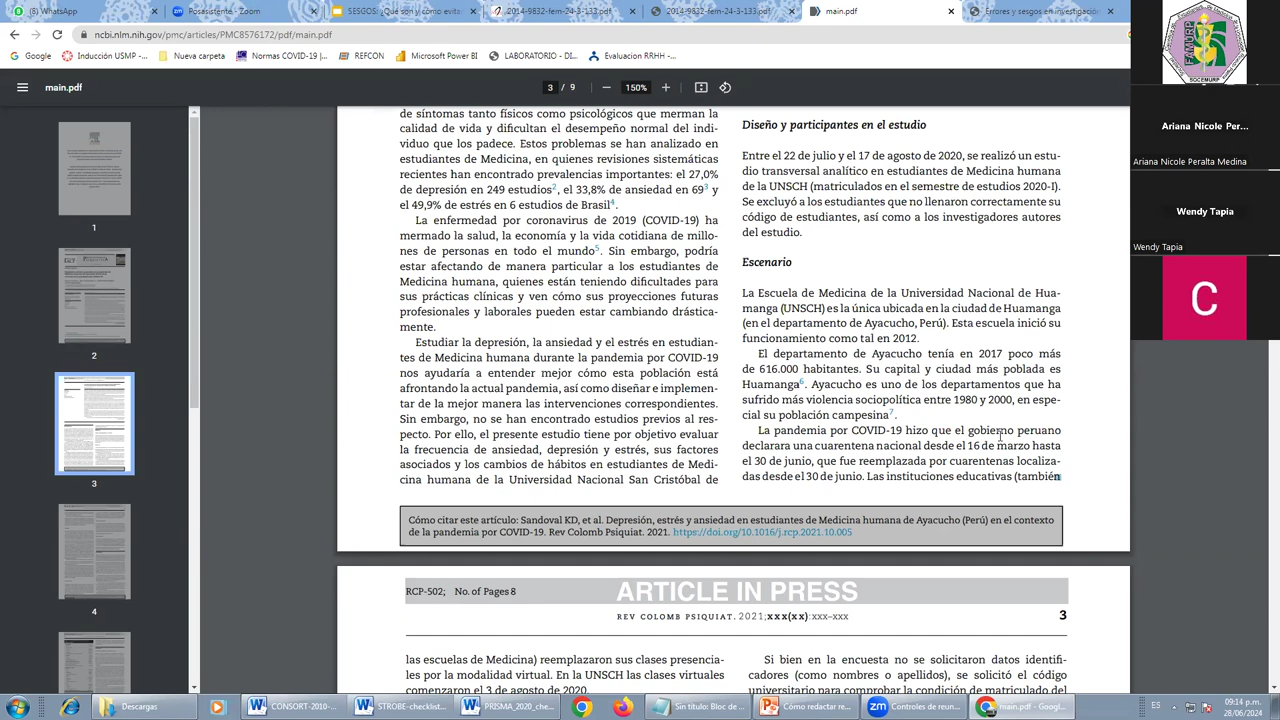 (8) WhatsApp
Posasistente - Zoom
SESGOS: ¿Qué son y cómo evita
2014-9832-fem-24-3-133.
2014-9832-fem-24-3-133.pdf
main.pdf
Errores y sesgos en investigació
ncbi.nlm.nih.gov/pmc/articles/PMC8576172/pdf/main.pdf
Google
Inducción USMP -...
Nueva carpeta
Normas COVID-19 |...
REFCON
Microsoft Power BI
LABORATORIO - DI...
Evaluacion RRHH -...
main.pdf
3 / 9
150%
1
2
3
4
de síntomas tanto físicos como psicológicos que merman la
calidad de vida y dificultan el desempeño normal del indi-
viduo que los padece. Estos problemas se han analizado en
estudiantes de Medicina, en quienes revisiones sistemáticas
recientes han encontrado prevalencias importantes: el 27,0%
de depresión en 249 estudios2, el 33,8% de ansiedad en 693 y
el 49,9% de estrés en 6 estudios de Brasil4.
La enfermedad por coronavirus de 2019 (COVID-19) ha
mermado la salud, la economía y la vida cotidiana de millo-
nes de personas en todo el mundo5. Sin embargo, podría
estar afectando de manera particular a los estudiantes de
Medicina humana, quienes están teniendo dificultades para
sus prácticas clínicas y ven cómo sus proyecciones futuras
profesionales y laborales pueden estar cambiando drástica-
mente.
Estudiar la depresión, la ansiedad y el estrés en estudian-
tes de Medicina humana durante la pandemia por COVID-19
nos ayudaría a entender mejor cómo esta población está
afrontando la actual pandemia, así como diseñar e implemen-
tar de la mejor manera las intervenciones correspondientes.
Sin embargo, no se han encontrado estudios previos al res-
pecto. Por ello, el presente estudio tiene por objetivo evaluar
la frecuencia de ansiedad, depresión y estrés, sus factores
asociados y los cambios de hábitos en estudiantes de Medi-
cina humana de la Universidad Nacional San Cristóbal de
Diseño y participantes en el estudio
Entre el 22 de julio y el 17 de agosto de 2020, se realizó un estu-
dio transversal analítico en estudiantes de Medicina humana
de la UNSCH (matriculados en el semestre de estudios 2020-I).
Se excluyó a los estudiantes que no llenaron correctamente su
código de estudiantes, así como a los investigadores autores
del estudio.
Escenario
La Escuela de Medicina de la Universidad Nacional de Hua-
manga (UNSCH) es la única ubicada en la ciudad de Huamanga
(en el departamento de Ayacucho, Perú). Esta escuela inició su
funcionamiento como tal en 2012.
El departamento de Ayacucho tenía en 2017 poco más
de 616.000 habitantes. Su capital y ciudad más poblada es
Huamanga6. Ayacucho es uno de los departamentos que ha
sufrido más violencia sociopolítica entre 1980 y 2000, en espe-
cial su población campesina7.
La pandemia por COVID-19 hizo que el gobierno peruano
declarara una cuarentena nacional desde el 16 de marzo hasta
el 30 de junio, que fue reemplazada por cuarentenas localiza-
das desde el 30 de junio. Las instituciones educativas (también
Cómo citar este artículo: Sandoval KD, et al. Depresión, estrés y ansiedad en estudiantes de Medicina humana de Ayacucho (Perú) en el contexto
de la pandemia por COVID-19. Rev Colomb Psiquiat. 2021. https://doi.org/10.1016/j.rcp.2021.10.005
RCP-502; No. of Pages 8
ARTICLE IN PRESS
REV COLOMB PSIQUIAT. 2021;xxx(xx):xxx–xxx
3
las escuelas de Medicina) reemplazaron sus clases presencia-
les por la modalidad virtual. En la UNSCH las clases virtuales
comenzaron el 3 de agosto de 2020.
Si bien en la encuesta no se solicitaron datos identifi-
cadores (como nombres o apellidos), se solicitó el código
universitario para comprobar la condición de matriculado del
FAMURP
SOCEMURP
Ariana Nicole Per...
Ariana Nicole Peralta Medina
Wendy Tapia
Wendy Tapia
C
Descargas
CONSORT-2010-...
STROBE-checklist...
PRISMA_2020_che...
Sin título: Bloc de ...
Cómo redactar re...
Controles de reun...
main.pdf - Googl...
ES
09:14 p.m.
28/06/2024